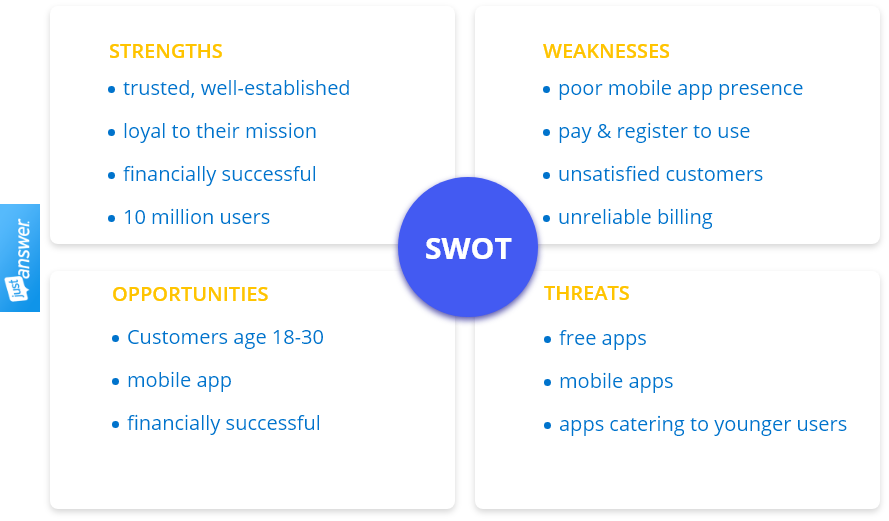 STRENGTHS
trusted, well-established
loyal to their mission
financially successful
10 million users
WEAKNESSES
poor mobile app presence
pay & register to use
unsatisfied customers
unreliable billing
just answer.
SWOT
OPPORTUNITIES
Customers age 18-30
mobile app
financially successful
THREATS
free apps
mobile apps
apps catering to younger users